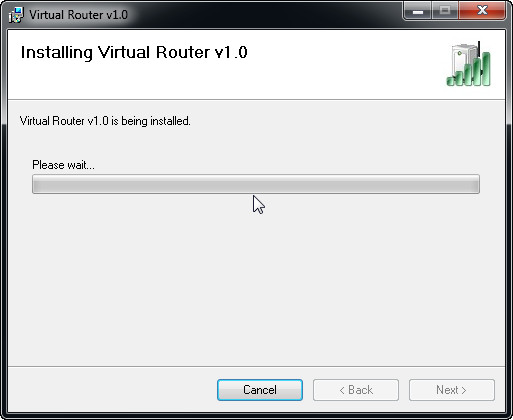 Virtual Router v1.0
Installing Virtual Router v1.0
Virtual Router v1.0 is being installed.
Please wait...
Cancel
< Back
Next >